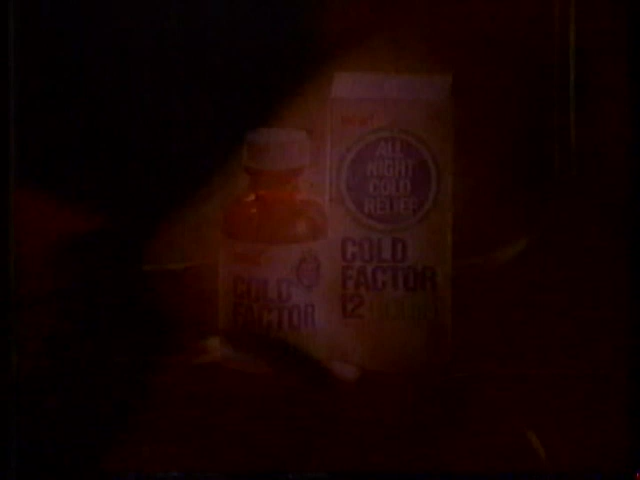 ALL
NIGHT
COLD
RELIEF
COLD
FACTOR
12
COLD
FACTOR